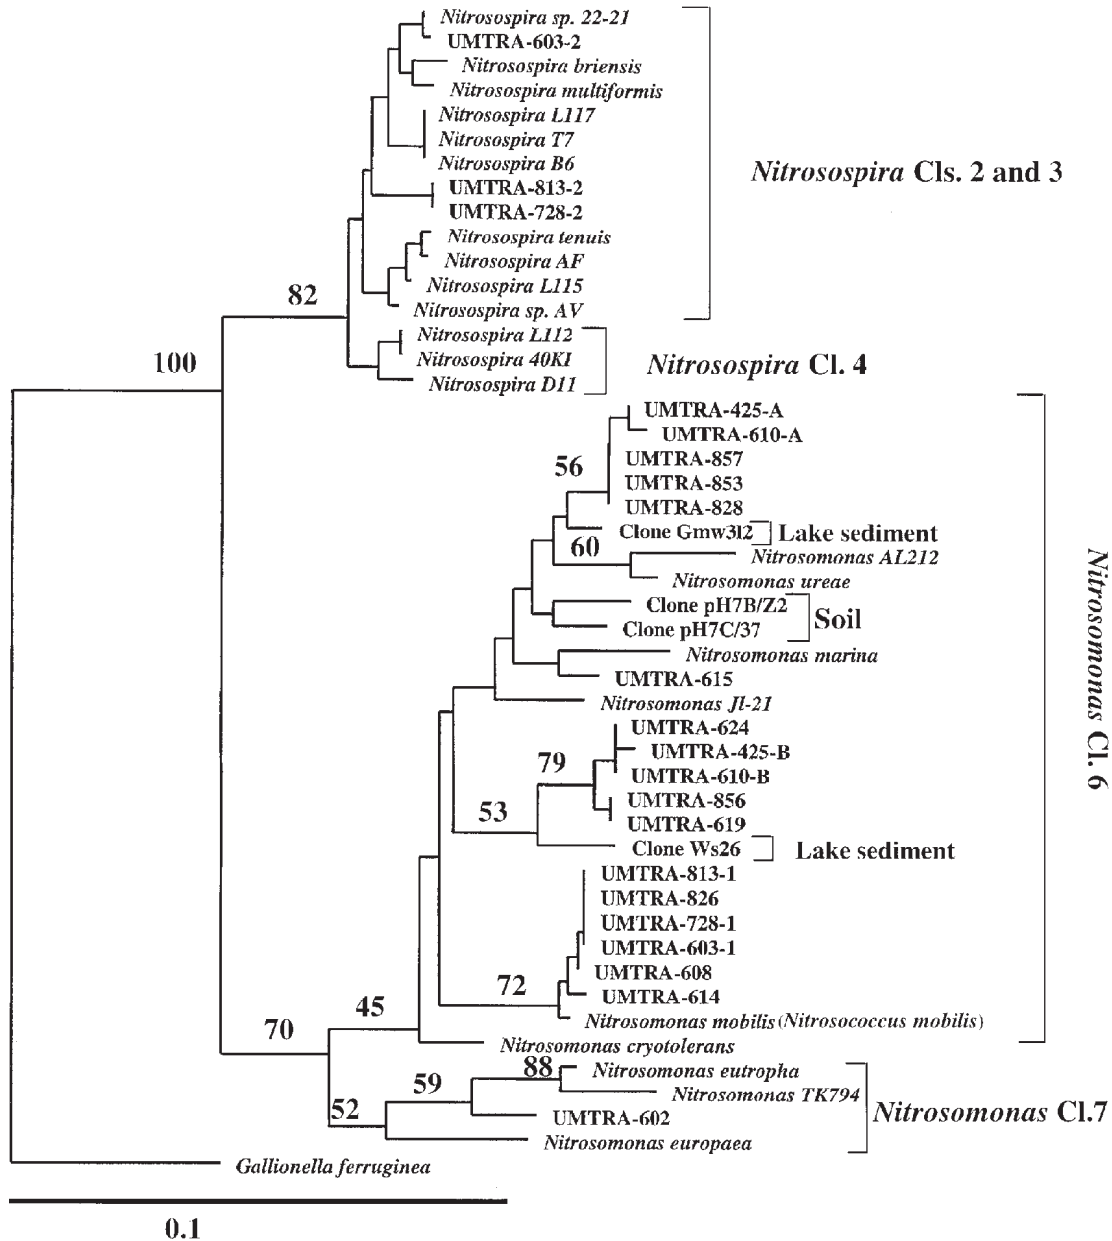 Nitrosospira sp. 22-21
UMTRA-603-2
Nitrosospira briensis
Nitrosospira multiformis
Nitrosospira L117
Nitrosospira T7
Nitrosospira B6
Nitrosospira Cls. 2 and 3
UMTRA-813-2
UMTRA-728-2
Nitrosospira tenuis
Nitrosospira AF
Nitrosospira L115
82
Nitrosospira sp. AV
Nitrosospira L112
100
Nitrosospira 40KI
Nitrosospira Cl. 4
Nitrosospira D11
UMTRA-425-A
UMTRA-610-A
56
UMTRA-857
UMTRA-853
UMTRA-828
Clone Gmw3l2
Lake sediment
60
Nitrosomonas AL212
Nitrosomonas ureae
Clone pH7B/Z2
Soil
Clone pH7C/37
Nitrosomonas marina
UMTRA-615
Nitrosomonas Jl-21
Nitrosomonas Cl. 6
UMTRA-624
UMTRA-425-B
79
UMTRA-610-B
UMTRA-856
53
UMTRA-619
Clone Ws26
Lake sediment
UMTRA-813-1
UMTRA-826
UMTRA-728-1
UMTRA-603-1
UMTRA-608
72
UMTRA-614
45
Nitrosomonas mobilis (Nitrosococcus mobilis)
70
Nitrosomonas cryotolerans
88
Nitrosomonas eutropha
59
Nitrosomonas TK794
52
UMTRA-602
Nitrosomonas Cl.7
Nitrosomonas europaea
Gallionella ferruginea
0.1